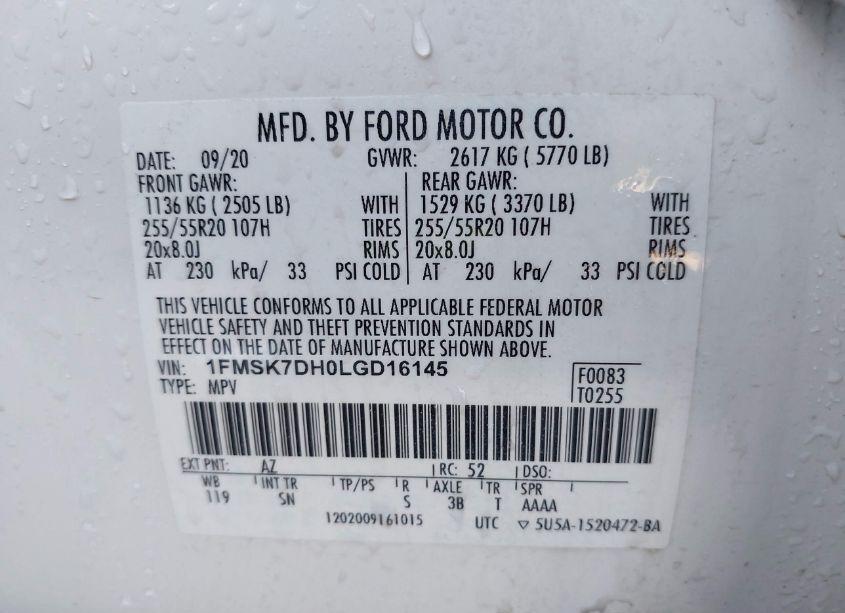 MFD. BY FORD MOTOR CO.
DATE: 09/20 GVWR: 2617 KG ( 5770 LB)
FRONT GAWR: REAR GAWR:
1136 KG ( 2505 LB) WITH 1529 KG ( 3370 LB) WITH
255/55R20 107H TIRES 255/55R20 107H TIRES
20x8.0J RIMS 20x8.0J RIMS
AT 230 kPa/ 33 PSI COLD AT 230 kPa/ 33 PSI COLD
THIS VEHICLE CONFORMS TO ALL APPLICABLE FEDERAL MOTOR
VEHICLE SAFETY AND THEFT PREVENTION STANDARDS IN
EFFECT ON THE DATE OF MANUFACTURE SHOWN ABOVE.
VIN: 1FMSK7DH0LGD16145 F0083
TYPE: MPV T0255
EXT PNT: AZ RC: 52 DSO:
WB INT TR TP/PS R AXLE TR SPR
119 SN S 3B T AAAA
1202009161015 UTC ▽ 5U5A-1520472-BA